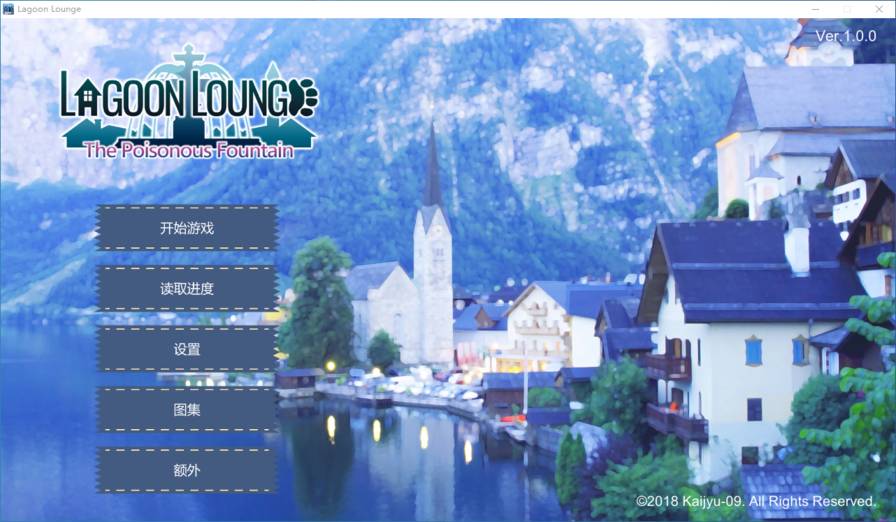 Lagoon Lounge
Ver.1.0.0
LAGOON LOUNGE
The Poisonous Fountain
开始游戏
读取进度
设置
图集
额外
©2018 Kaijyu-09. All Rights Reserved.